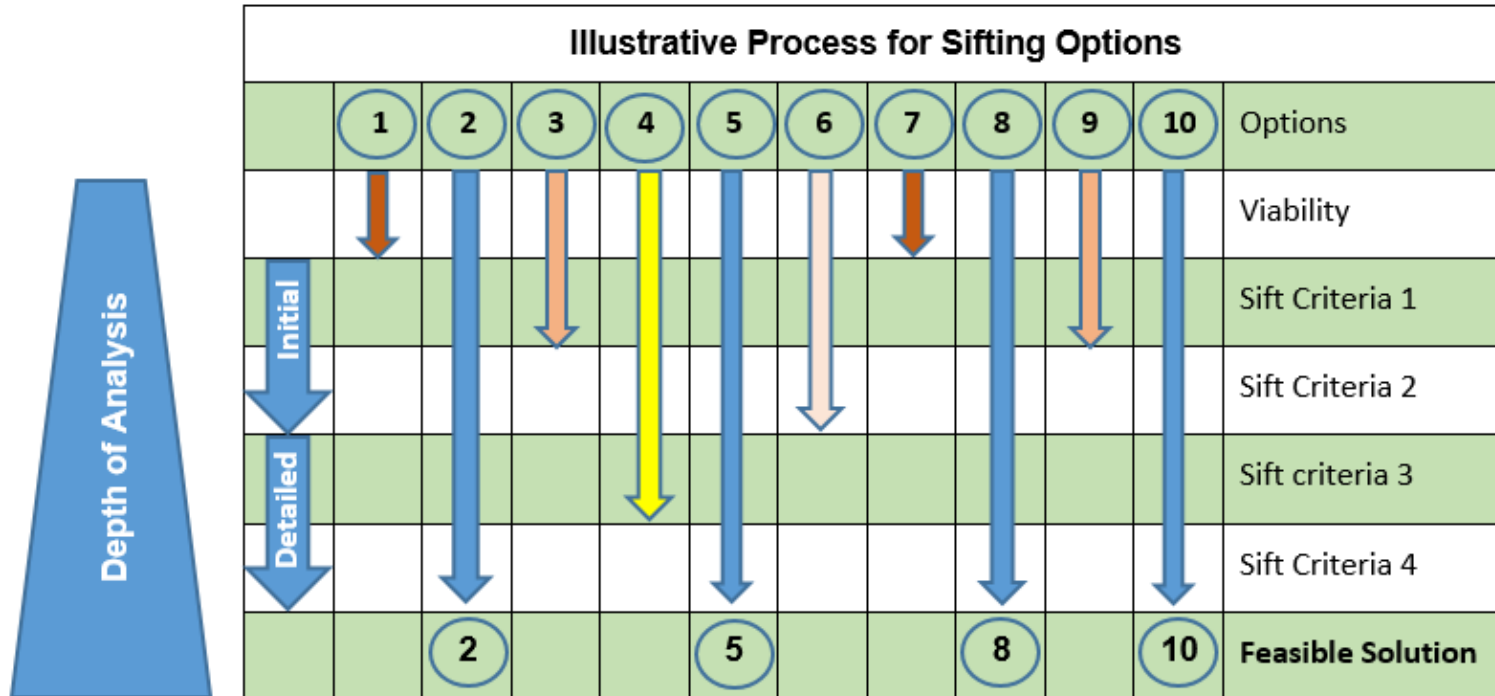 Illustrative Process for Sifting Options
1 2 3 4 5 6 7 8 9 10 Options
Viability
Sift Criteria 1
Initial
Sift Criteria 2
Depth of Analysis
Sift criteria 3
Detailed
Sift Criteria 4
2 5 8 10 Feasible Solution